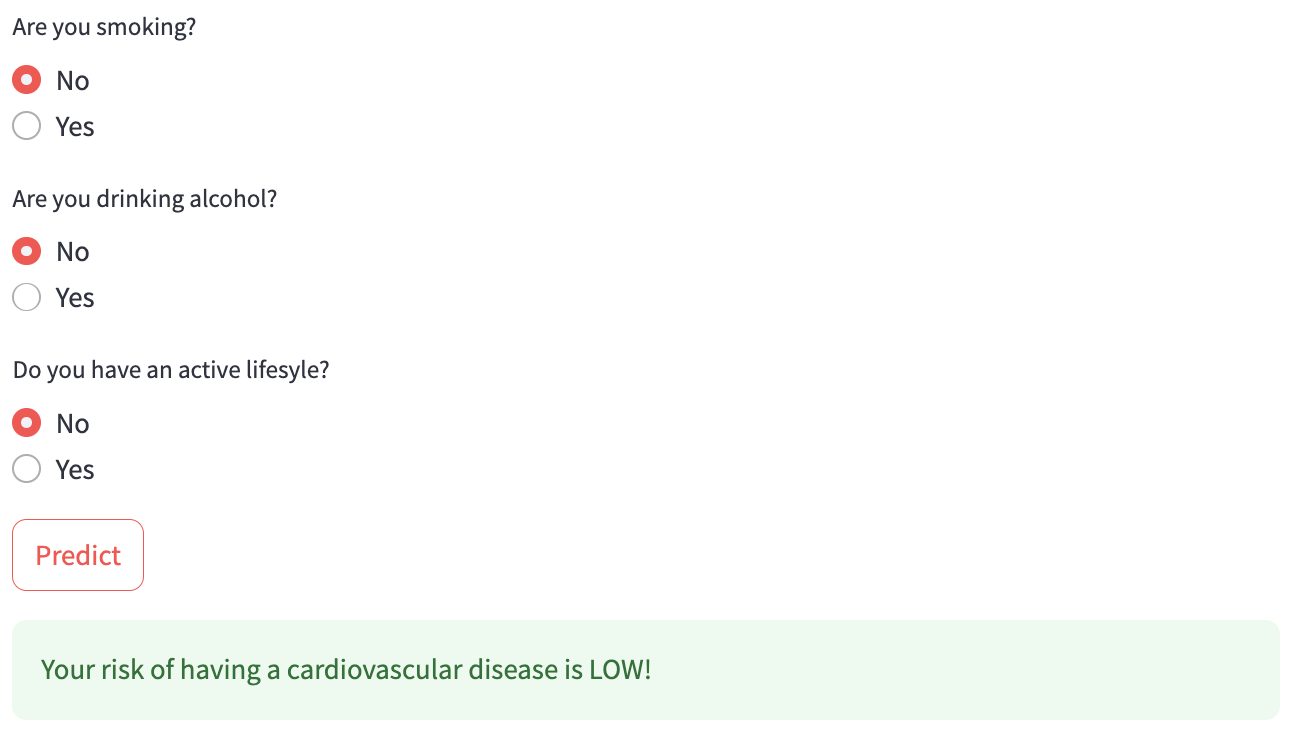 Are you smoking?
No
Yes
Are you drinking alcohol?
No
Yes
Do you have an active lifesyle?
No
Yes
Predict
Your risk of having a cardiovascular disease is LOW!